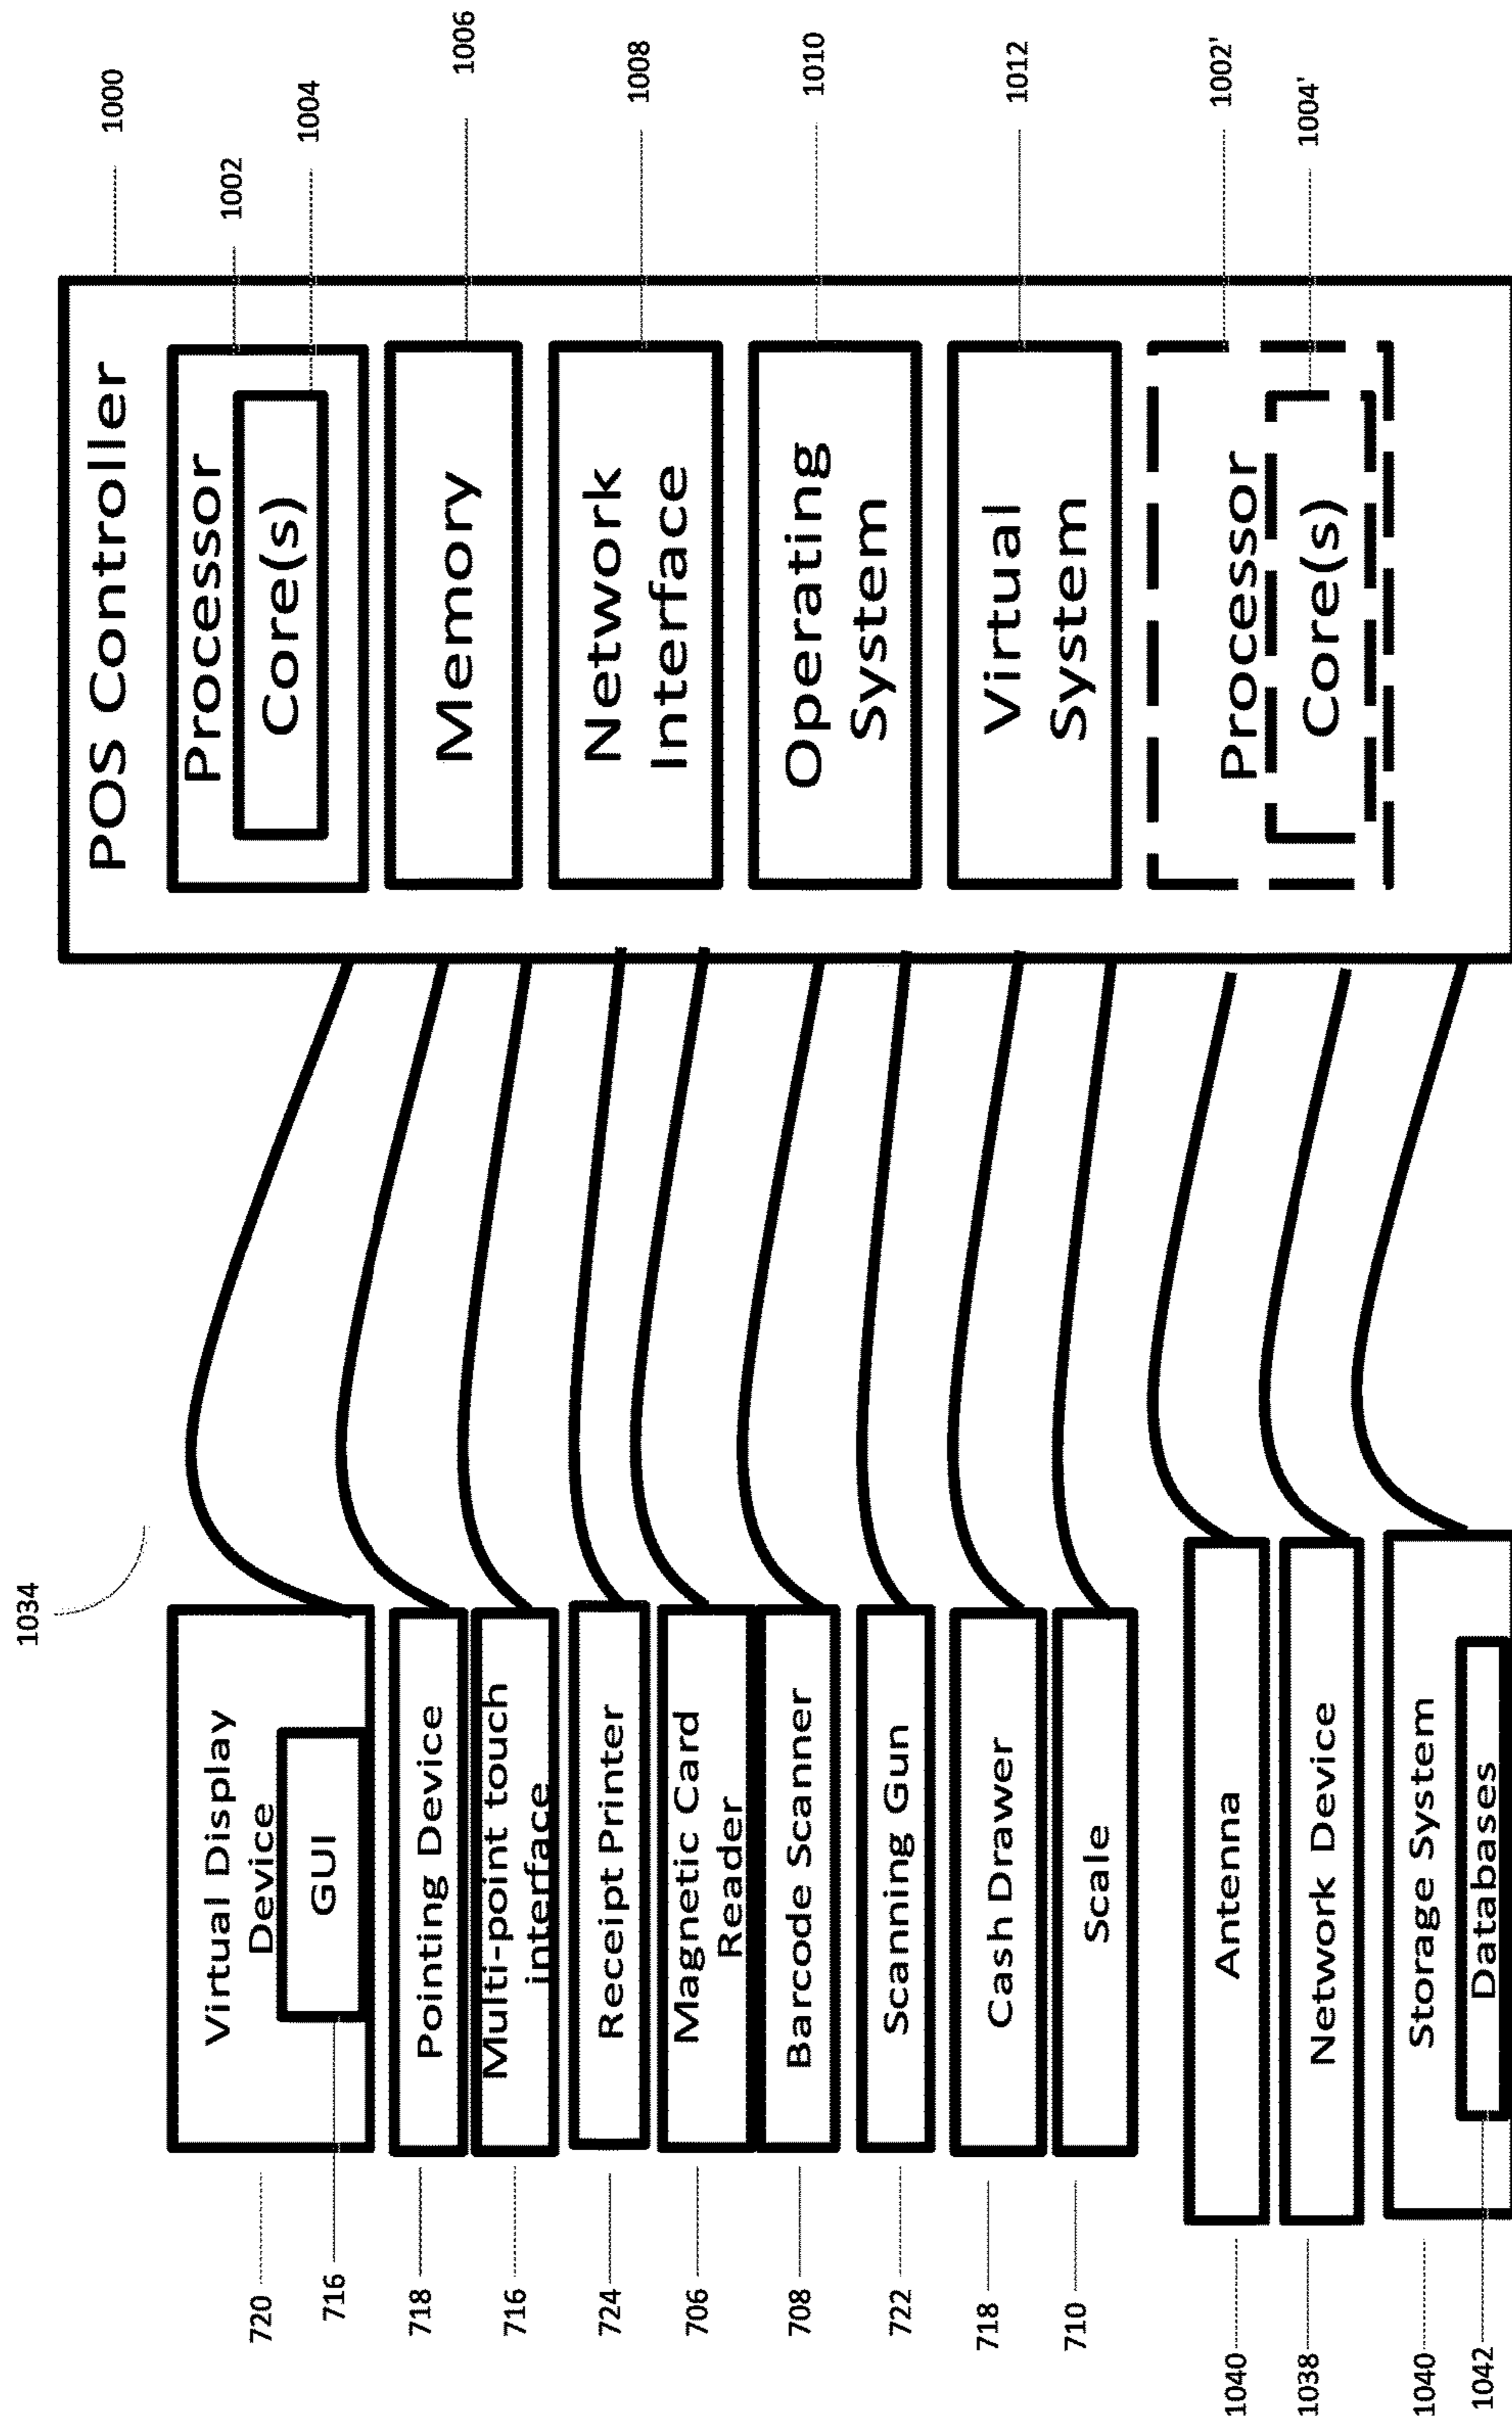 1034
720
Virtual Display
Device
GUI
716
718
Pointing Device
716
Multi-point touch
interface
724
Receipt Printer
706
Magnetic Card
Reader
708
Barcode Scanner
722
Scanning Gun
718
Cash Drawer
710
Scale
1040
Antenna
1038
Network Device
1040
Storage System
Databases
1042
POS Controller
1000
Processor
1002
Core(s)
1004
Memory
1006
Network
Interface
1008
Operating
System
1010
Virtual
System
1012
Processor
1002'
Core(s)
1004'